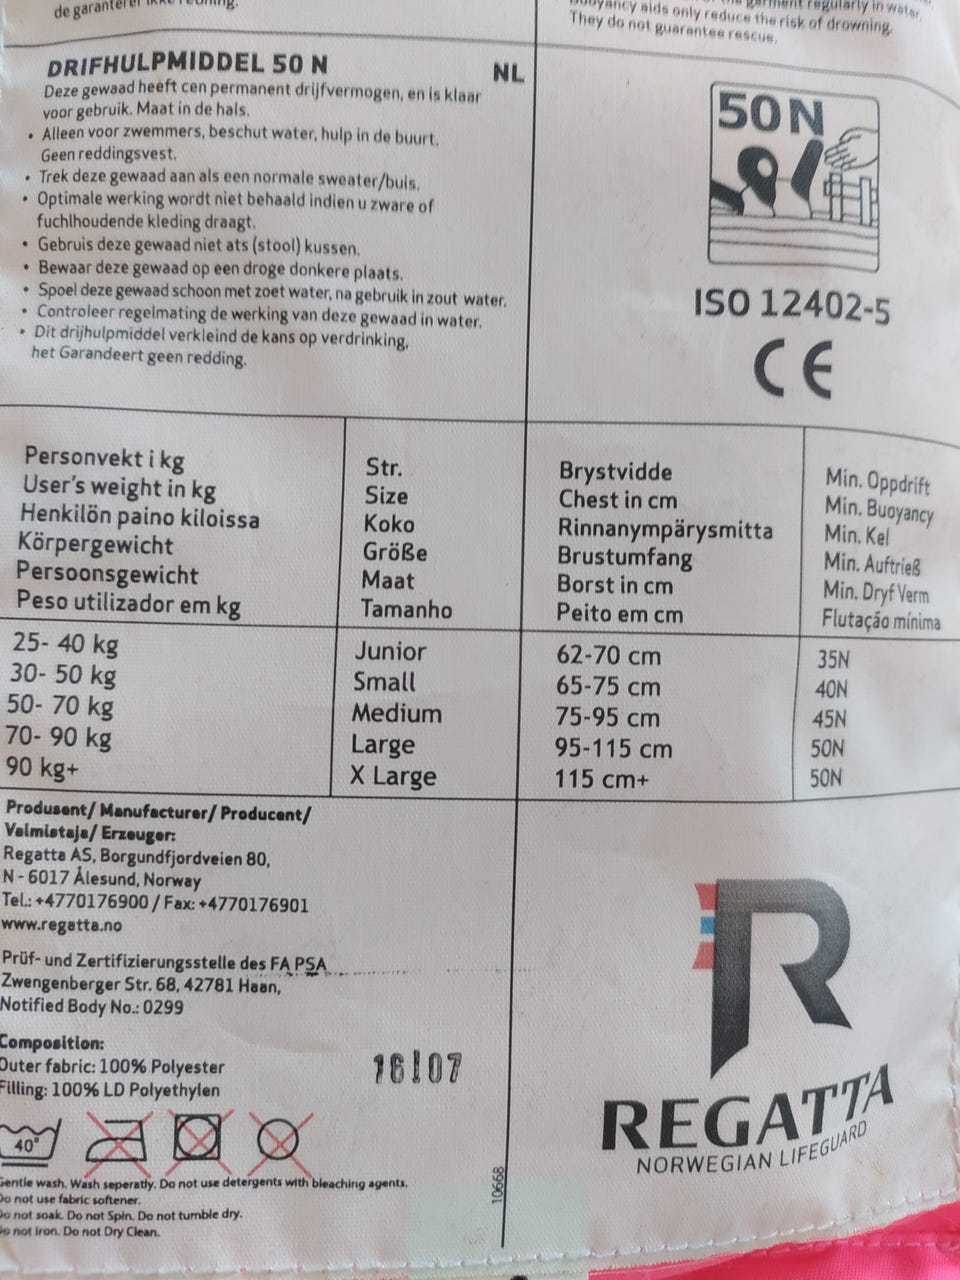 de garanterer ikke redning.
garment regularly in water.
Buoyancy aids only reduce the risk of drowning.
They do not guarantee rescue.
DRIFHULPMIDDEL 50 N
NL
Deze gewaad heeft cen permanent drijfvermogen, en is klaar
voor gebruik. Maat in de hals.
• Alleen voor zwemmers, beschut water, hulp in de buurt.
Geen reddingsvest.
• Trek deze gewaad aan als een normale sweater/buis.
• Optimale werking wordt niet behaald indien u zware of
fuchlhoudende kleding draagt.
• Gebruis deze gewaad niet ats (stool) kussen.
• Bewaar deze gewaad op een droge donkere plaats.
• Spoel deze gewaad schoon met zoet water, na gebruik in zout water.
• Controleer regelmating de werking van deze gewaad in water.
• Dit drijhulpmiddel verkleind de kans op verdrinking,
het Garandeert geen redding.
50N
ISO 12402-5
CE
Personvekt i kg
User's weight in kg
Henkilön paino kiloissa
Körpergewicht
Persoonsgewicht
Peso utilizador em kg
Str.
Size
Koko
Größe
Maat
Tamanho
Brystvidde
Chest in cm
Rinnanympärysmitta
Brustumfang
Borst in cm
Peito em cm
Min. Oppdrift
Min. Buoyancy
Min. Kel
Min. Auftrieß
Min. Dryf Verm
Flutação mínima
25- 40 kg Junior 62-70 cm 35N
30- 50 kg Small 65-75 cm 40N
50- 70 kg Medium 75-95 cm 45N
70- 90 kg Large 95-115 cm 50N
90 kg+ X Large 115 cm+ 50N
Produsent/ Manufacturer/ Producent/
Valmistaja/ Erzeuger:
Regatta AS, Borgundfjordveien 80,
N - 6017 Ålesund, Norway
Tel.: +4770176900 / Fax: +4770176901
www.regatta.no
Prüf- und Zertifizierungsstelle des FA PSA
Zwengenberger Str. 68, 42781 Haan,
Notified Body No.: 0299
Composition:
Outer fabric: 100% Polyester
Filling: 100% LD Polyethylen
16!07
40°
Gentle wash. Wash seperatly. Do not use detergents with bleaching agents.
Do not use fabric softener.
Do not soak. Do not Spin. Do not tumble dry.
Do not Iron. Do not Dry Clean.
10668
R
REGATTA
NORWEGIAN LIFEGUARD